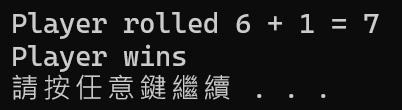 Player rolled 6 + 1 = 7
Player wins
請按任意鍵繼續 . . .